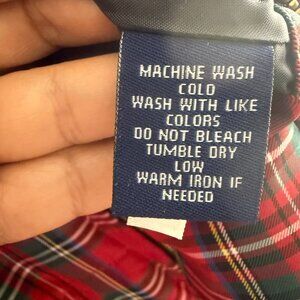 MACHINE WASH
COLD
WASH WITH LIKE
COLORS
DO NOT BLEACH
TUMBLE DRY
LOW
WARM IRON IF
NEEDED